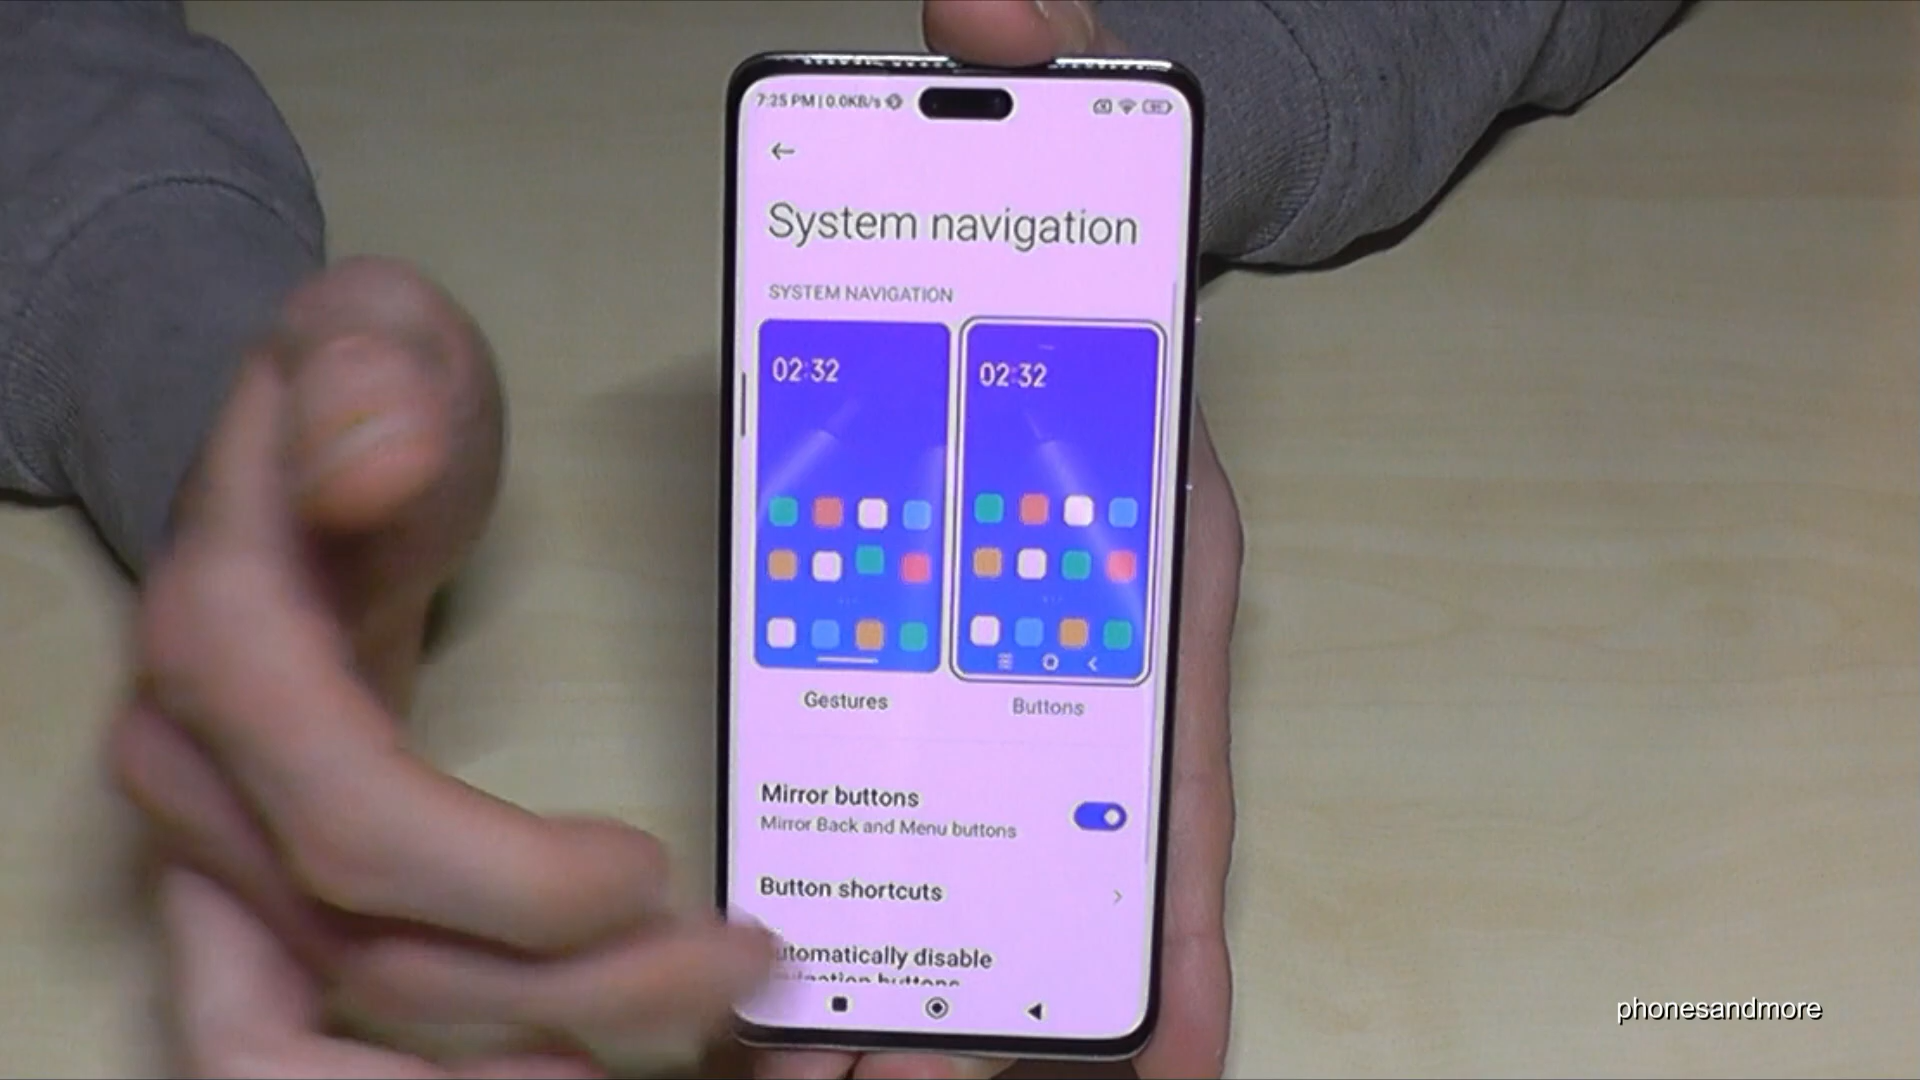 7:25 PM | 0.0KB/s
System navigation
SYSTEM NAVIGATION
02:32
02:32
Gestures
Buttons
Mirror buttons
Mirror Back and Menu buttons
Button shortcuts
utomatically disable
buttons
phonesandmore